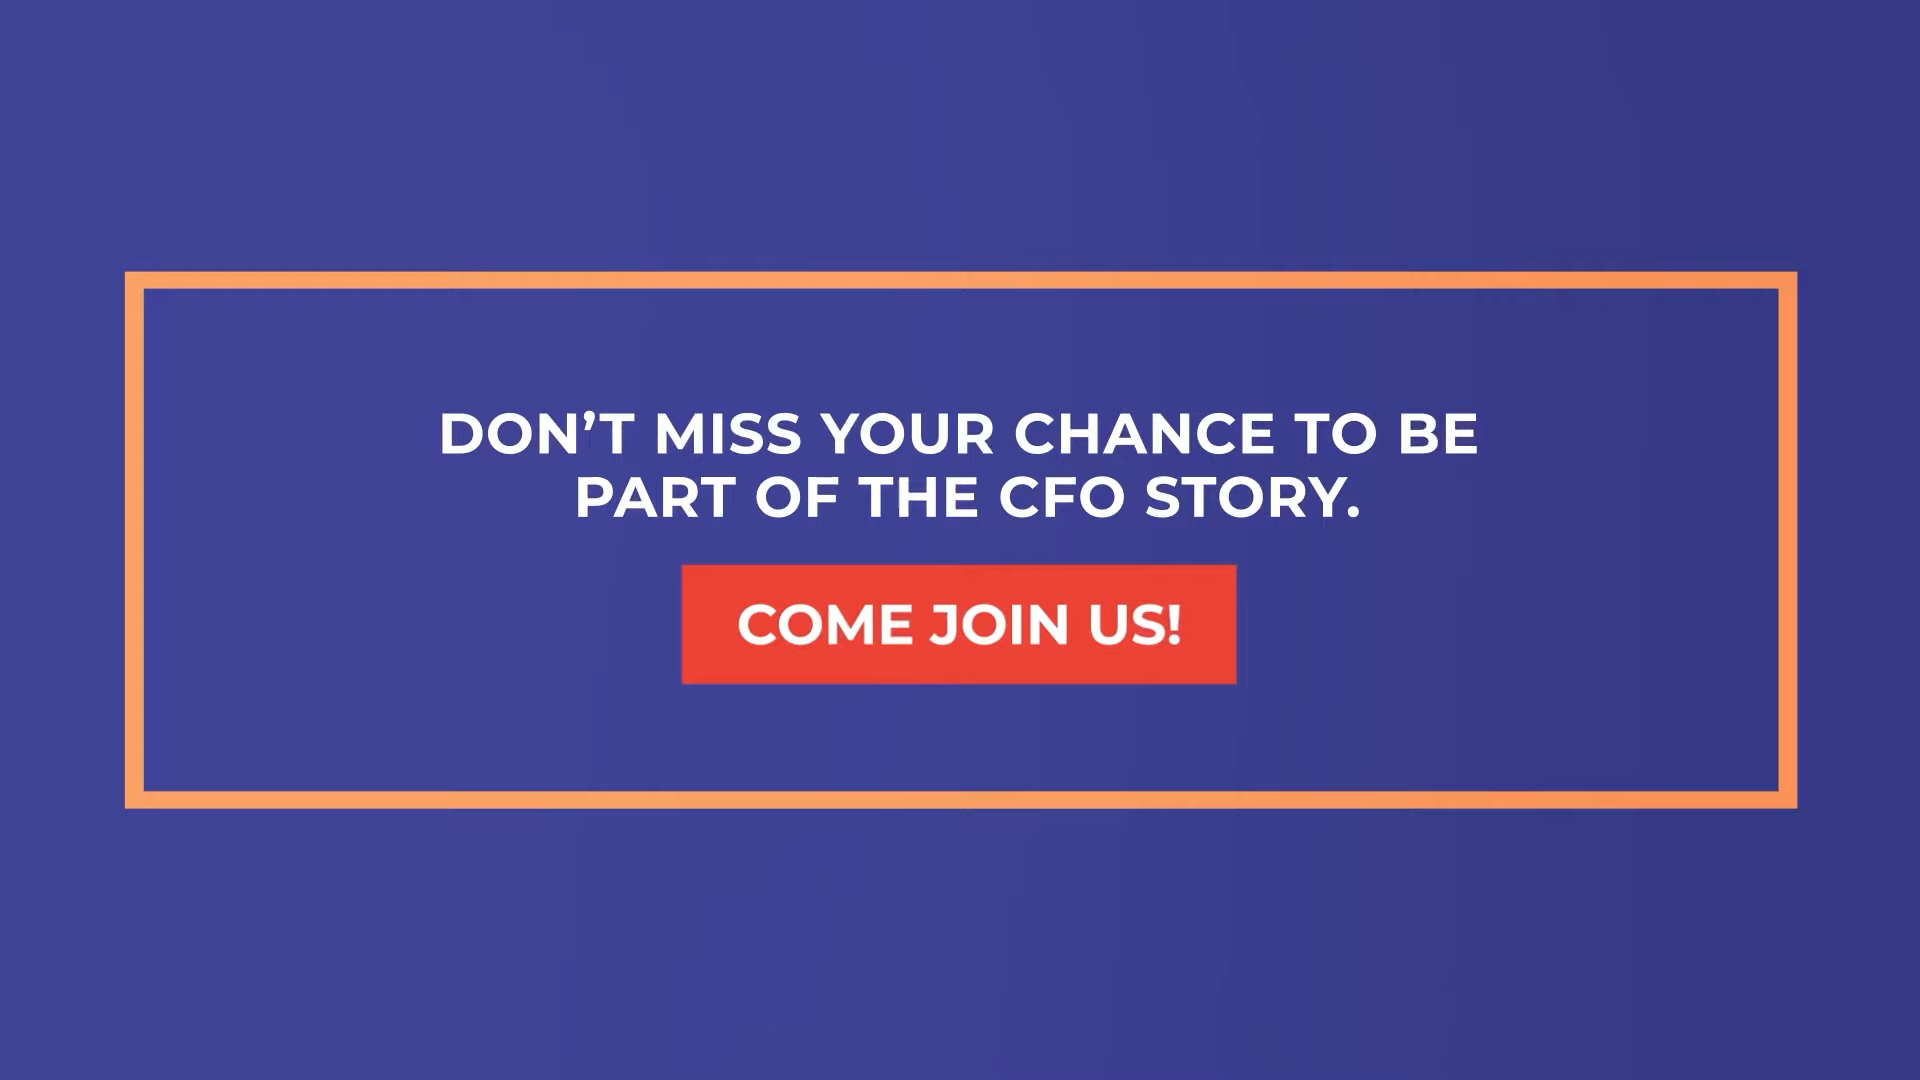 DON’T MISS YOUR CHANCE TO BE
PART OF THE CFO STORY.
COME JOIN US!